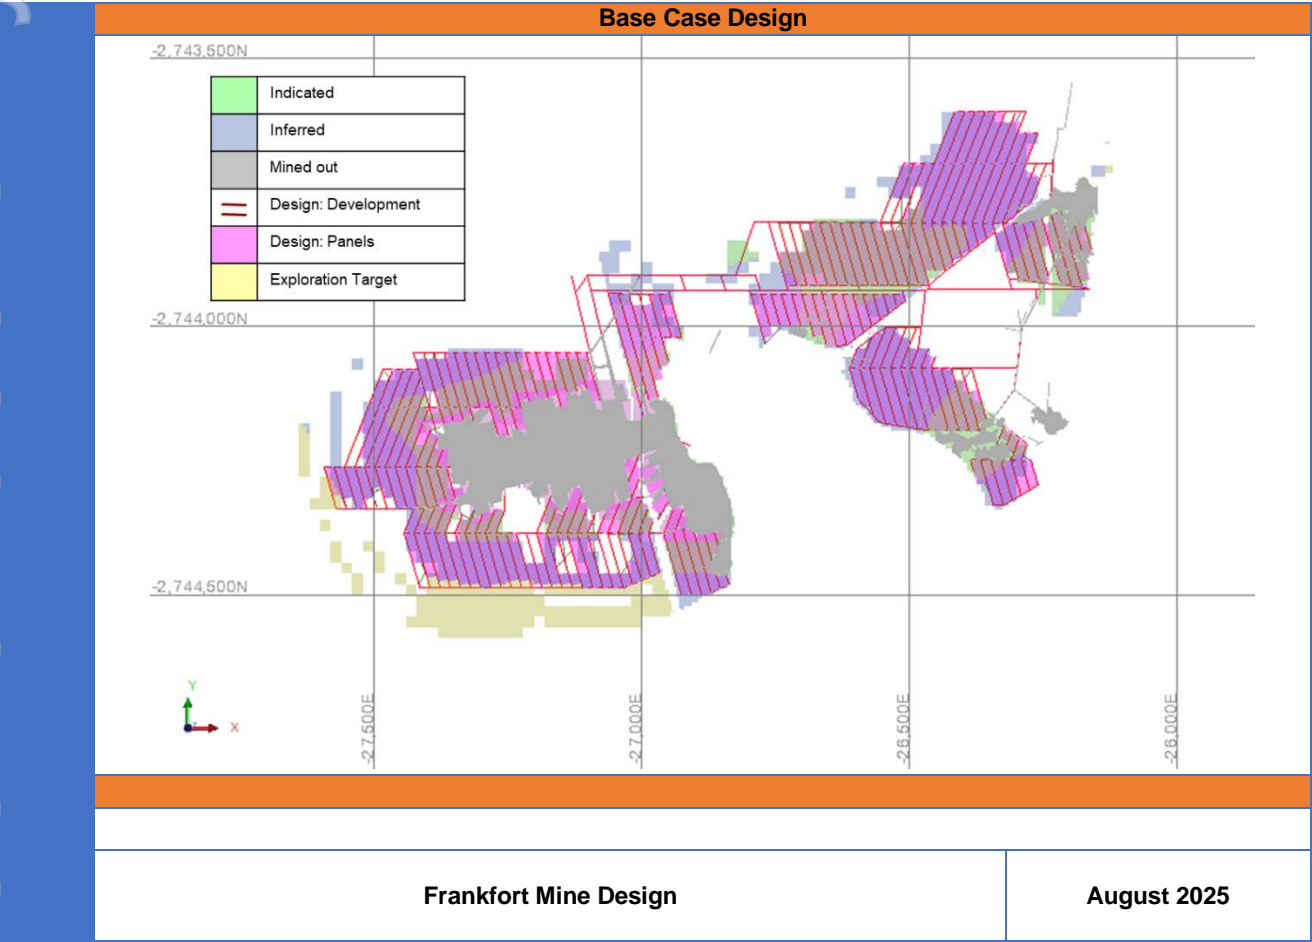 Base Case Design
-2,743,500N
Indicated
Inferred
Mined out
Design: Development
Design: Panels
Exploration Target
-2,744,000N
-2,744,500N
Y
X
-27,500E
-27,000E
-26,500E
-26,000E
Frankfort Mine Design
August 2025